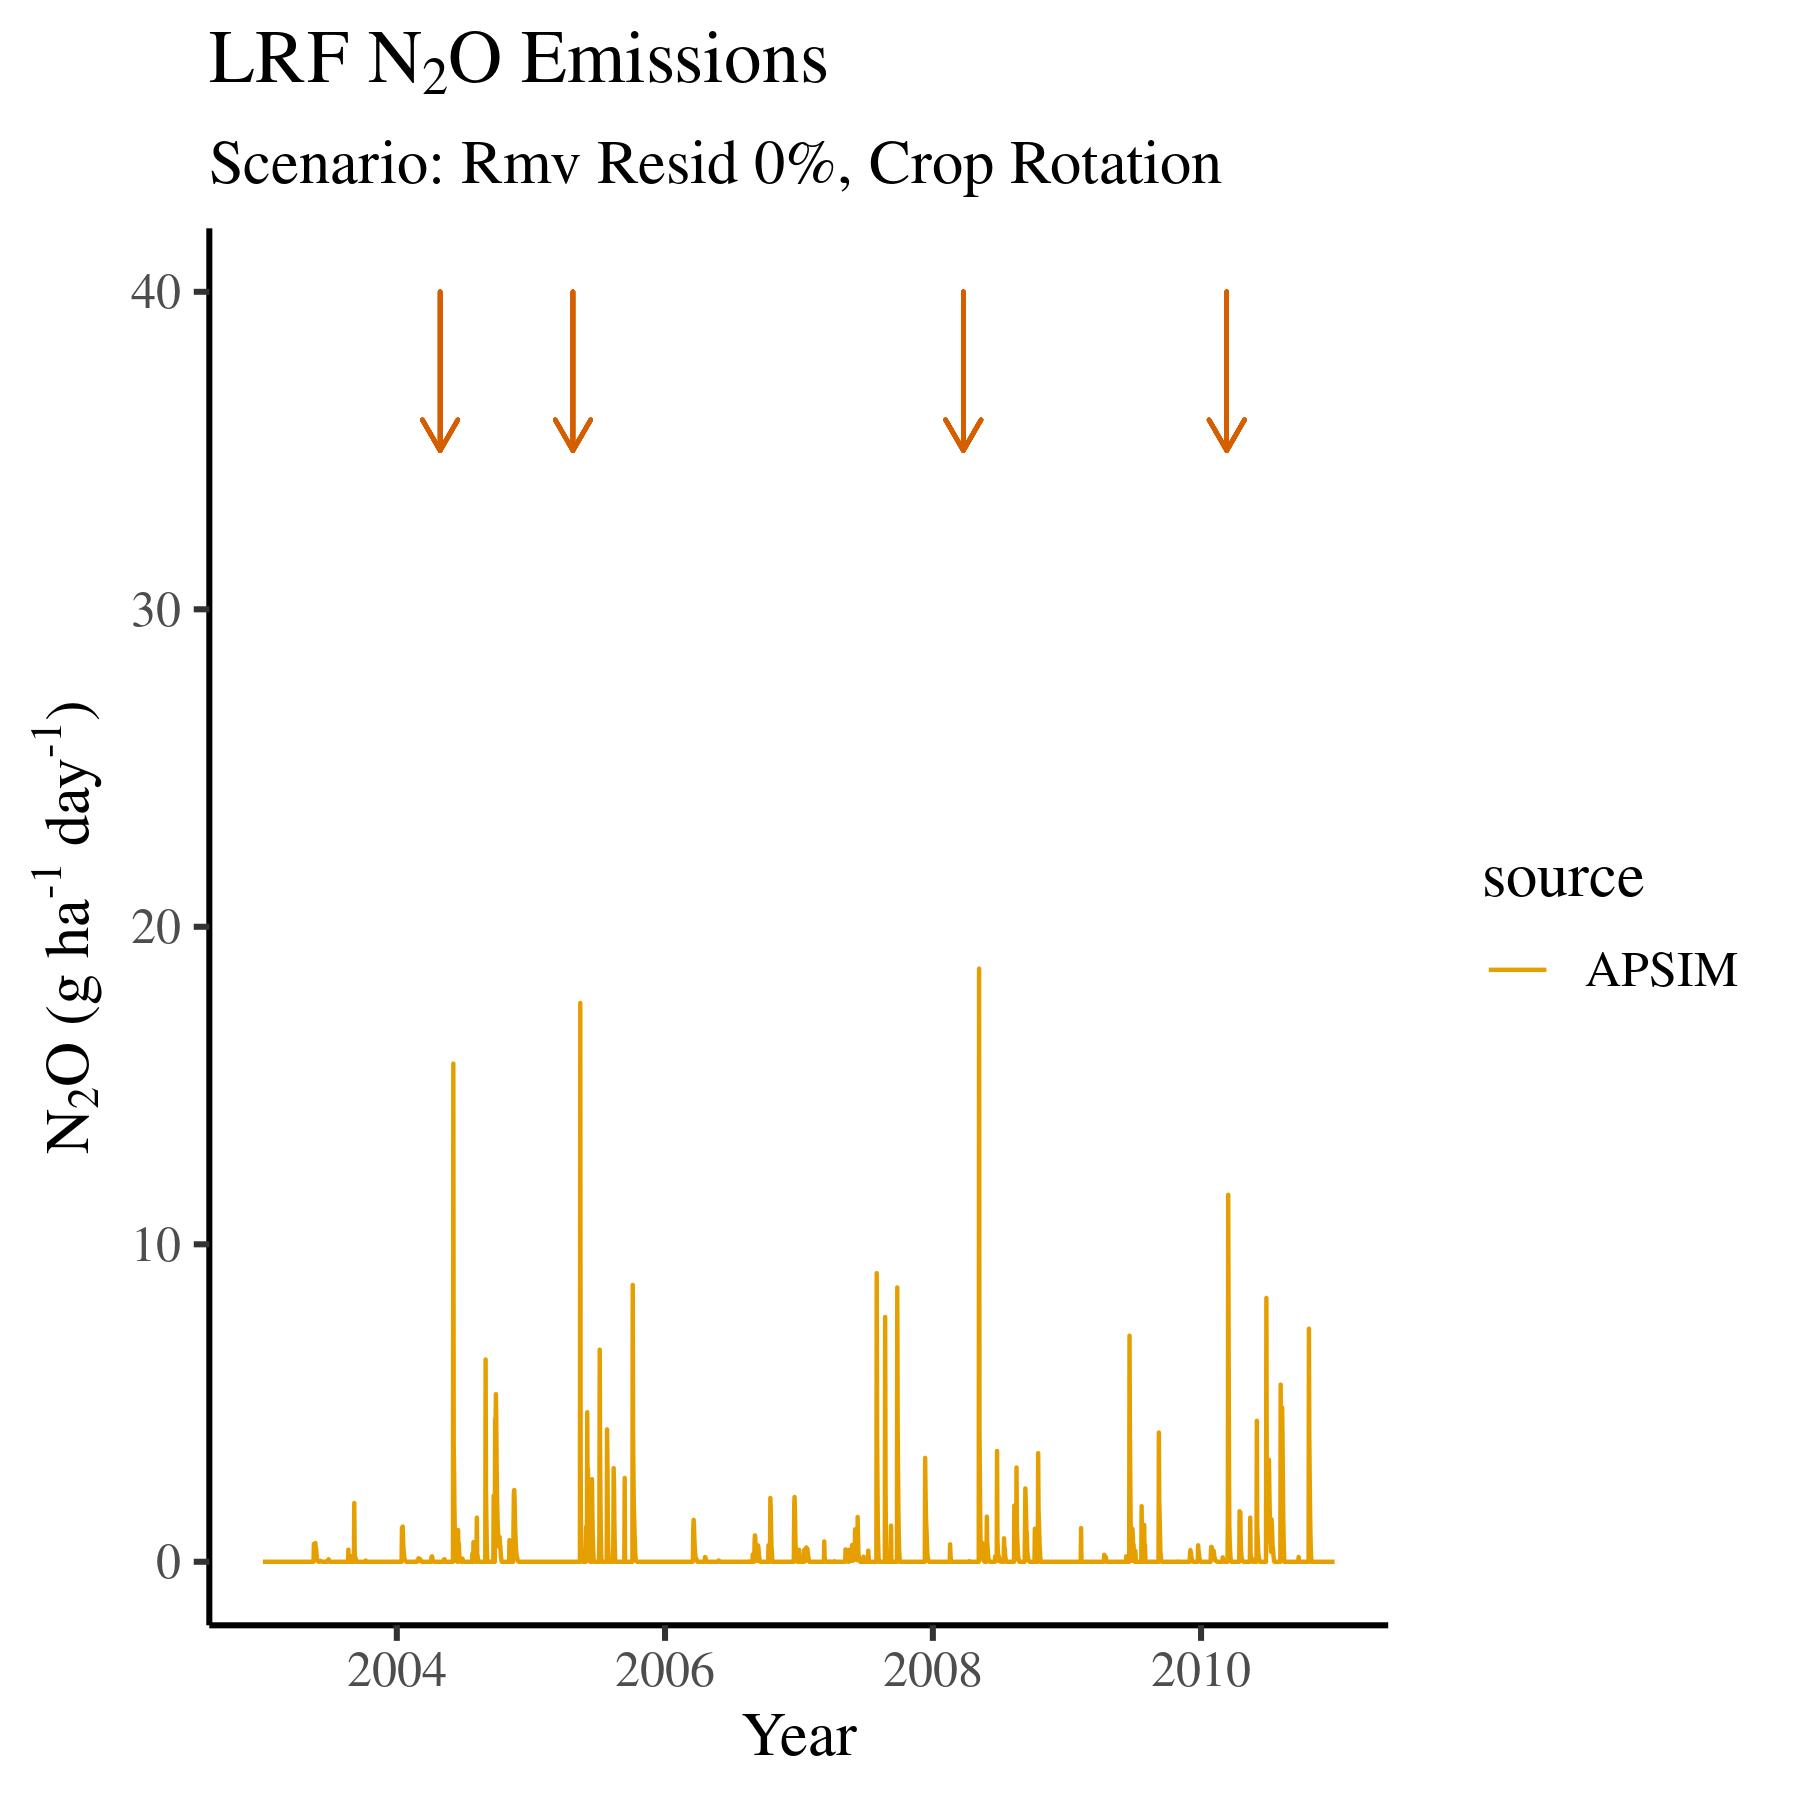 LRF N₂O Emissions
Scenario: Rmv Resid 0%, Crop Rotation
N₂O (g ha⁻¹ day⁻¹)
40
30
20
10
0
2004 2006 2008 2010
Year
source
APSIM